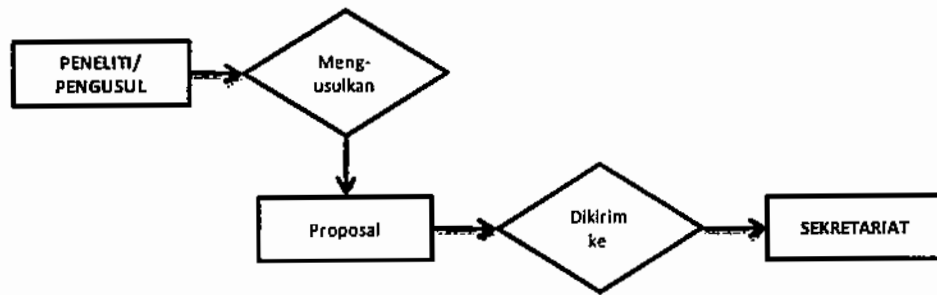 PENELITI/
PENGUSUL
Meng-
usulkan
Proposal
Dikirim
ke
SEKRETARIAT